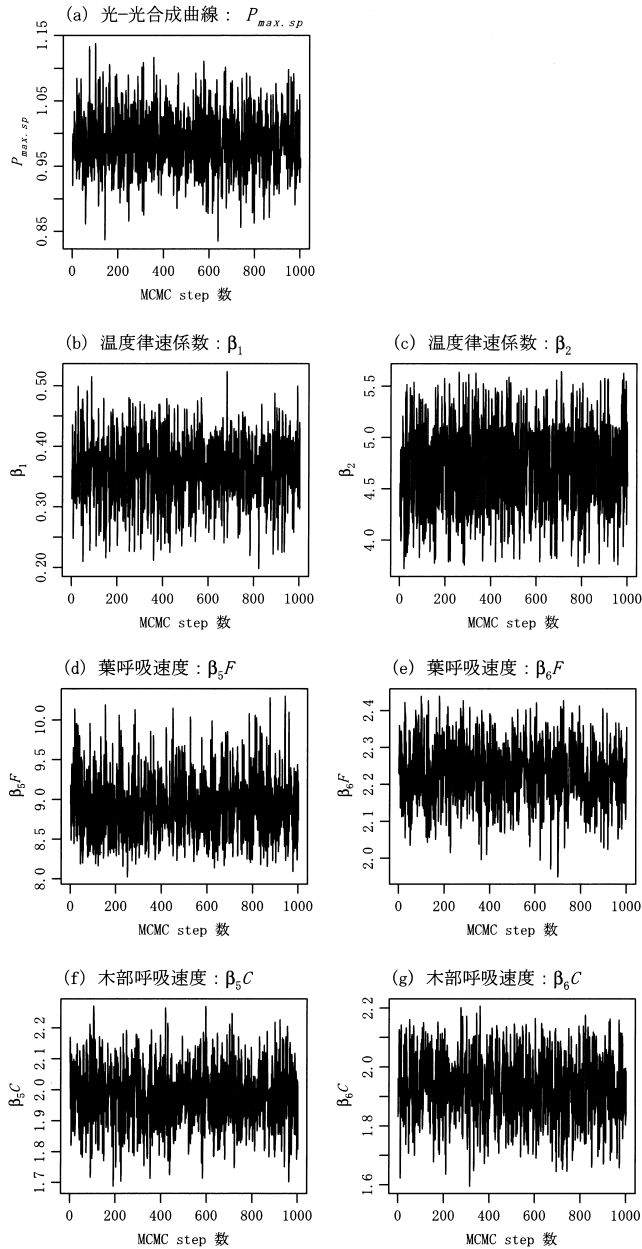 (a) 光−光合成曲線： P_max.sp
1.15
1.05
0.95
0.85
P_max.sp
0 200 400 600 800 1000
MCMC step 数
(b) 温度律速係数：β₁
0.50
0.40
0.30
0.20
β₁
0 200 400 600 800 1000
MCMC step 数
(c) 温度律速係数：β₂
5.5
5.0
4.5
4.0
β₂
0 200 400 600 800 1000
MCMC step 数
(d) 葉呼吸速度：β₅F
10.0
9.5
9.0
8.5
8.0
β₅F
0 200 400 600 800 1000
MCMC step 数
(e) 葉呼吸速度：β₆F
2.4
2.3
2.2
2.1
2.0
β₆F
0 200 400 600 800 1000
MCMC step 数
(f) 木部呼吸速度：β₅C
2.2
2.1
2.0
1.9
1.8
1.7
β₅C
0 200 400 600 800 1000
MCMC step 数
(g) 木部呼吸速度：β₆C
2.2
2.0
1.8
1.6
β₆C
0 200 400 600 800 1000
MCMC step 数